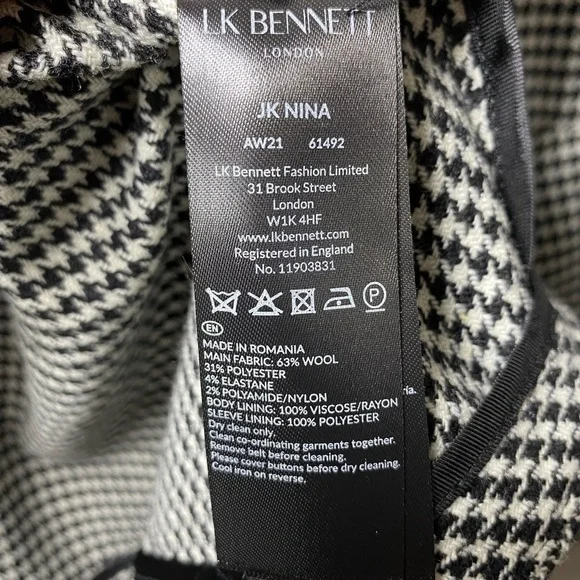 LK BENNETT
LONDON
JK NINA
AW21 61492
LK Bennett Fashion Limited
31 Brook Street
London
W1K 4HF
www.lkbennett.com
Registered in England
No. 11903831
P
EN
MADE IN ROMANIA
MAIN FABRIC: 63% WOOL
31% POLYESTER
4% ELASTANE
2% POLYAMIDE/NYLON
BODY LINING: 100% VISCOSE/RAYON
SLEEVE LINING: 100% POLYESTER
Dry clean only.
Clean co-ordinating garments together.
Remove belt before dry cleaning.
Please cover buttons before dry cleaning.
Cool iron on reverse.